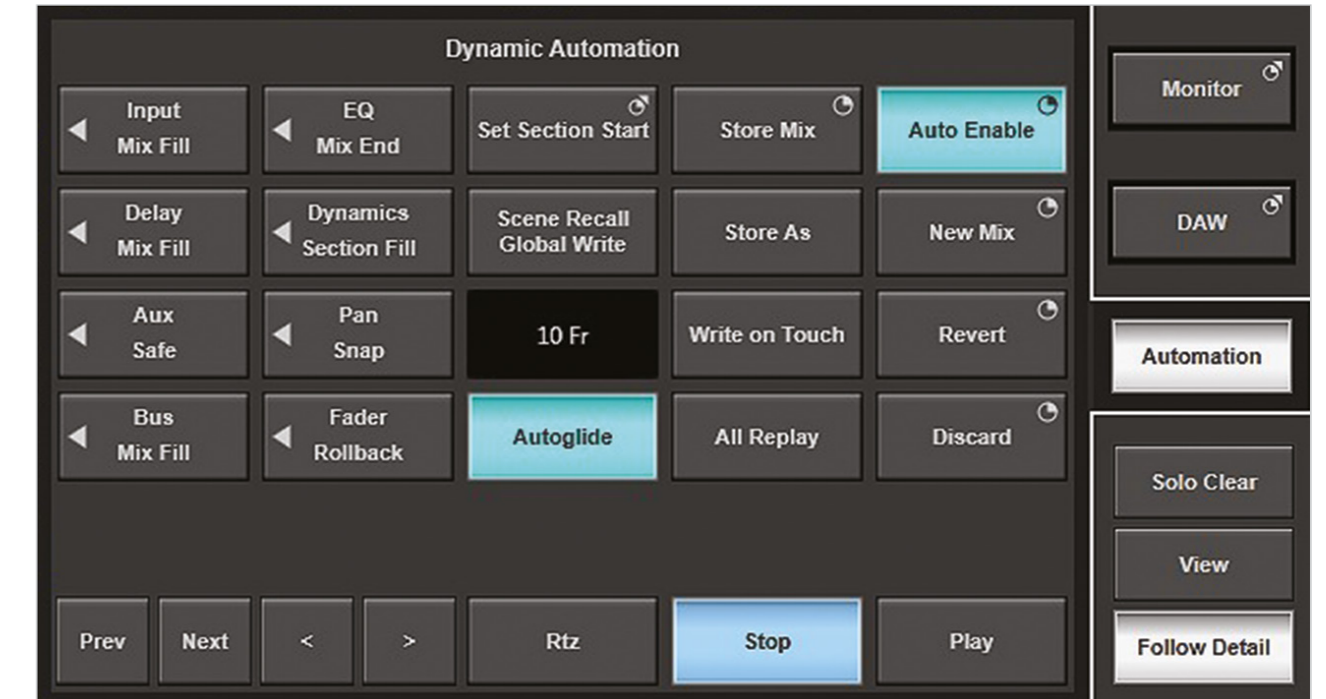 Dynamic Automation
Input
Mix Fill
EQ
Mix End
Set Section Start
Store Mix
Auto Enable
Delay
Mix Fill
Dynamics
Section Fill
Scene Recall
Global Write
Store As
New Mix
Aux
Safe
Pan
Snap
10 Fr
Write on Touch
Revert
Bus
Mix Fill
Fader
Rollback
Autoglide
All Replay
Discard
Prev
Next
<
>
Rtz
Stop
Play
Monitor
DAW
Automation
Solo Clear
View
Follow Detail